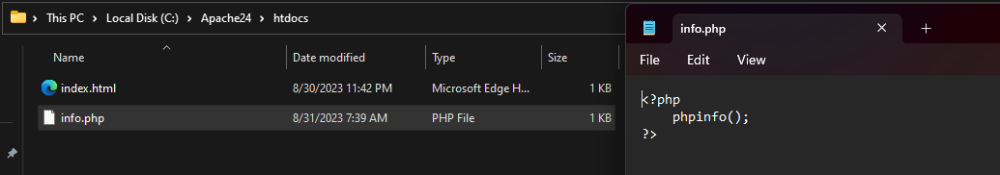 This PC > Local Disk (C:) > Apache24 > htdocs
Name Date modified Type Size
index.html 8/30/2023 11:42 PM Microsoft Edge H... 1 KB
info.php 8/31/2023 7:39 AM PHP File 1 KB
info.php
File Edit View
<?php
    phpinfo();
?>